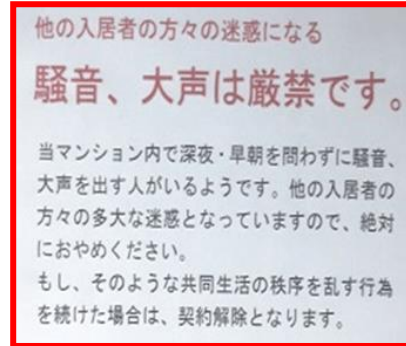 他の入居者の方々の迷惑になる
騒音、大声は厳禁です。
当マンション内で深夜・早朝を問わずに騒音、
大声を出す人がいるようです。他の入居者の
方々の多大な迷惑となっていますので、絶対
におやめください。
もし、そのような共同生活の秩序を乱す行為
を続けた場合は、契約解除となります。